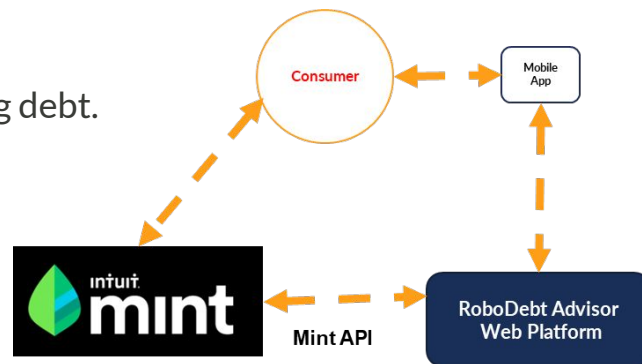 Consumer
Mobile
App
g debt.
intuit
mint
Mint API
RoboDebt Advisor
Web Platform